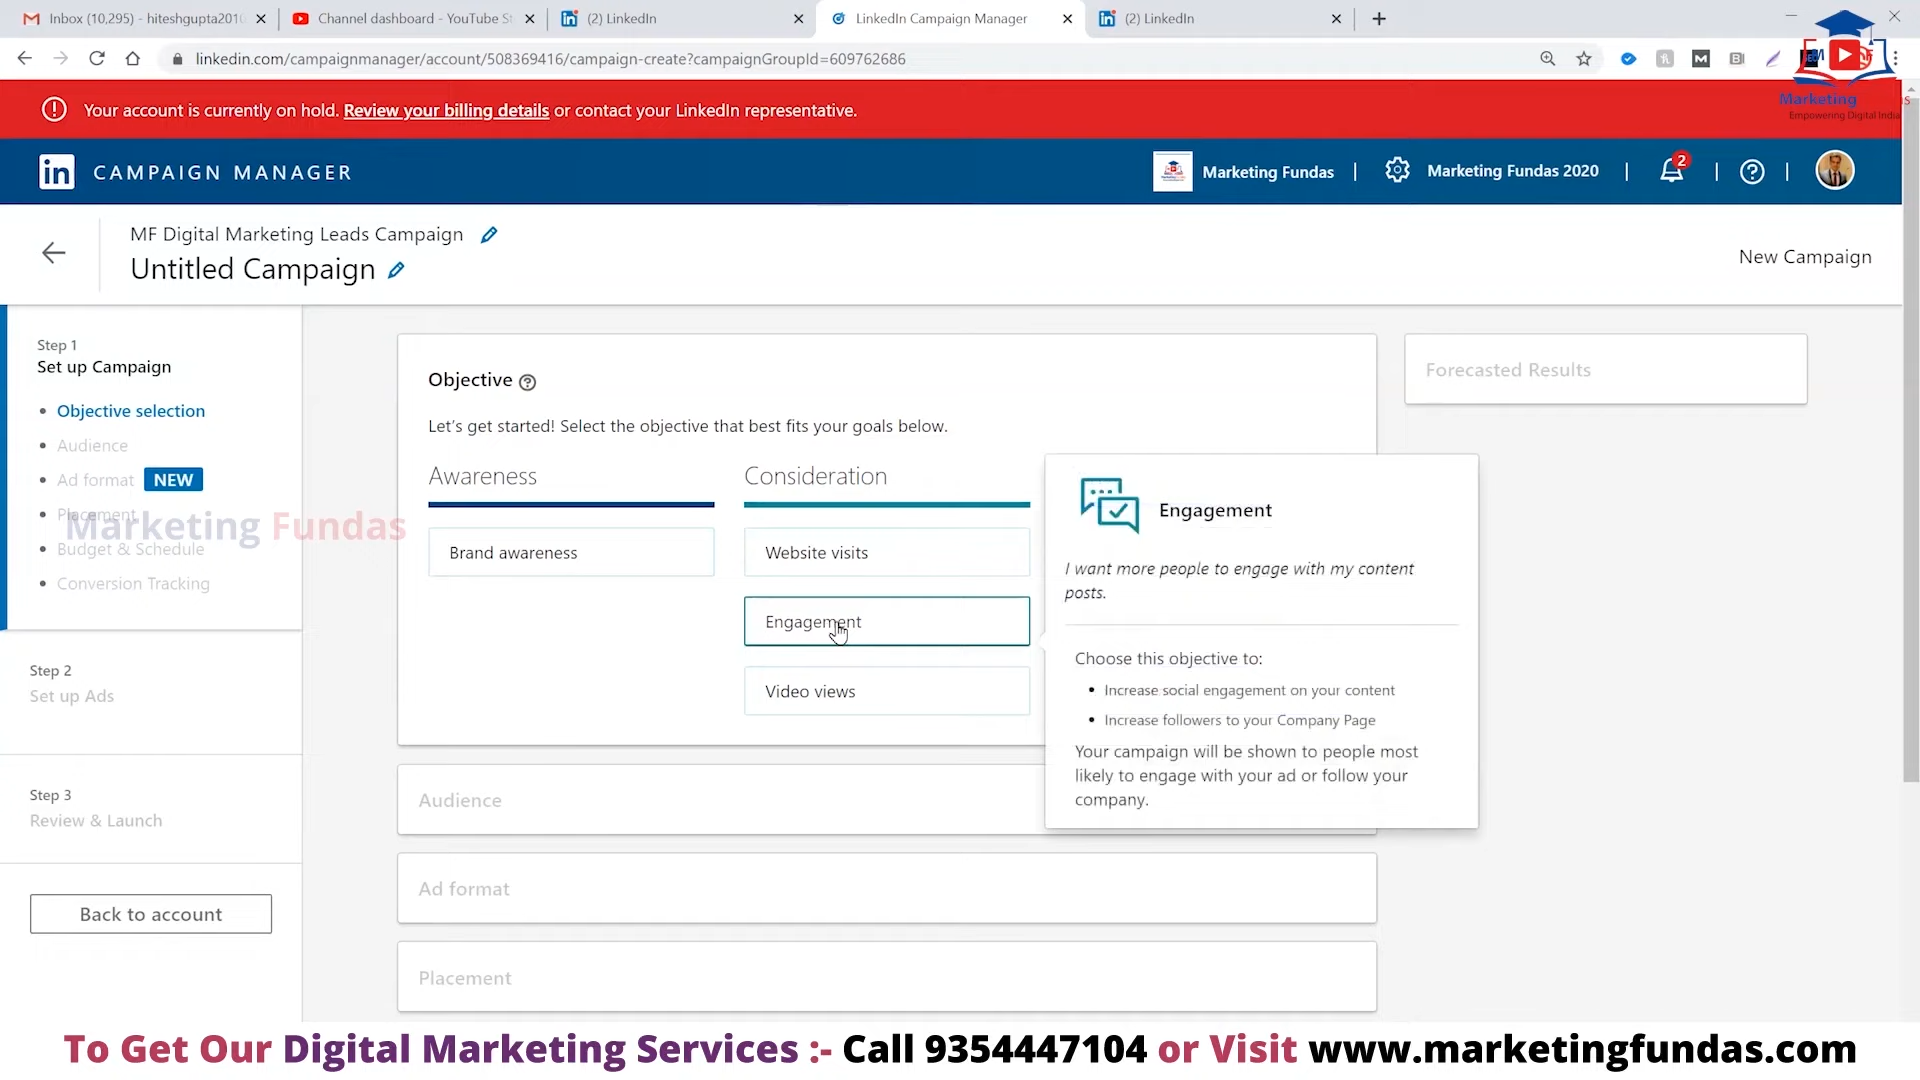 Inbox (10,295) - hiteshgupta2010
Channel dashboard - YouTube St
(2) LinkedIn
LinkedIn Campaign Manager
(2) LinkedIn
linkedin.com/campaignmanager/account/508369416/campaign-create?campaignGroupId=609762686
Marketing
Empowering Digital India
Your account is currently on hold. Review your billing details or contact your LinkedIn representative.
in CAMPAIGN MANAGER
Marketing Fundas
Marketing Fundas 2020
2
MF Digital Marketing Leads Campaign
Untitled Campaign
New Campaign
Step 1
Set up Campaign
Objective selection
Audience
Ad format NEW
Placement
Marketing Fundas
Budget & Schedule
Conversion Tracking
Step 2
Set up Ads
Step 3
Review & Launch
Back to account
Objective
Let's get started! Select the objective that best fits your goals below.
Awareness
Brand awareness
Consideration
Website visits
Engagement
Video views
Engagement
I want more people to engage with my content
posts.
Choose this objective to:
• Increase social engagement on your content
• Increase followers to your Company Page
Your campaign will be shown to people most
likely to engage with your ad or follow your
company.
Forecasted Results
Audience
Ad format
Placement
To Get Our Digital Marketing Services :- Call 9354447104 or Visit www.marketingfundas.com